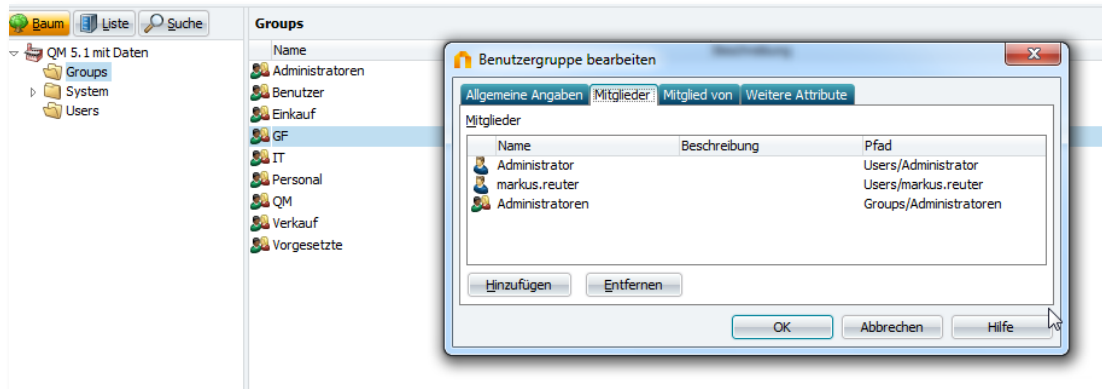 Baum Liste Suche
QM 5.1 mit Daten
Groups
System
Users
Groups
Name
Administratoren
Benutzer
Einkauf
GF
IT
Personal
QM
Verkauf
Vorgesetzte
Benutzergruppe bearbeiten
Allgemeine Angaben Mitglieder Mitglied von Weitere Attribute
Mitglieder
Name Beschreibung Pfad
Administrator Users/Administrator
markus.reuter Users/markus.reuter
Administratoren Groups/Administratoren
Hinzufügen Entfernen
OK Abbrechen Hilfe